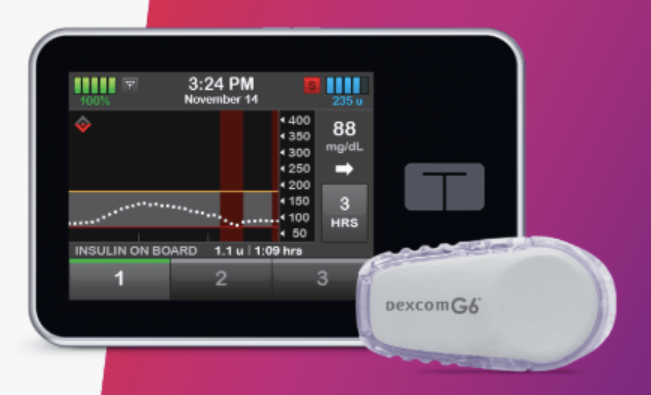 3:24 PM
November 14
100%
S
235 u
400
350
300
250
200
150
100
50
88
mg/dL
3
HRS
INSULIN ON BOARD 1.1 u | 1:09 hrs
1 2 3
T
Dexcom G6